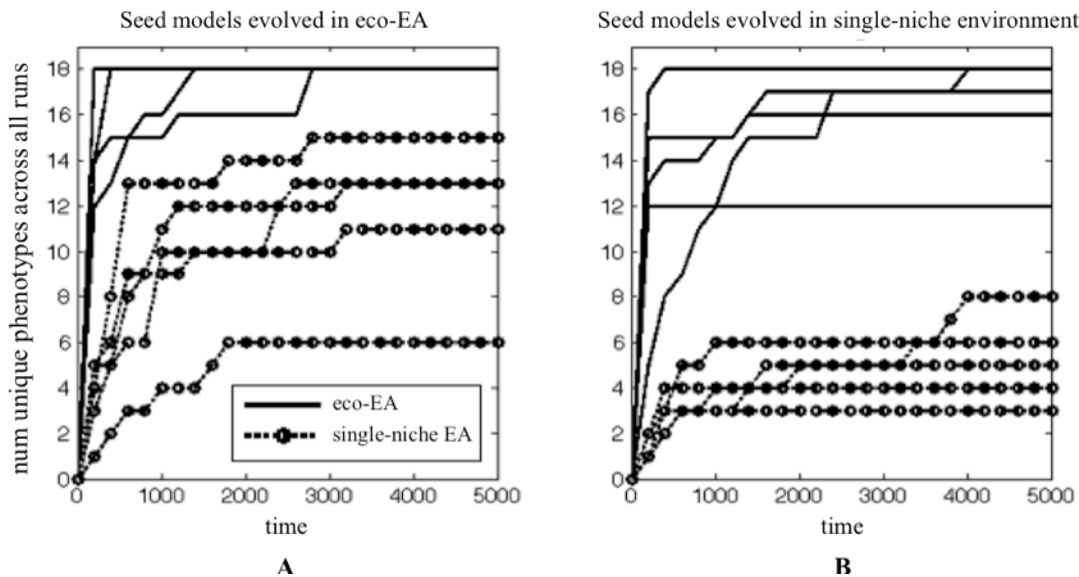 Seed models evolved in eco-EA
num unique phenotypes across all runs
18
16
14
12
10
8
6
4
2
0
eco-EA
single-niche EA
0 1000 2000 3000 4000 5000
time
A
Seed models evolved in single-niche environment
18
16
14
12
10
8
6
4
2
0
0 1000 2000 3000 4000 5000
time
B